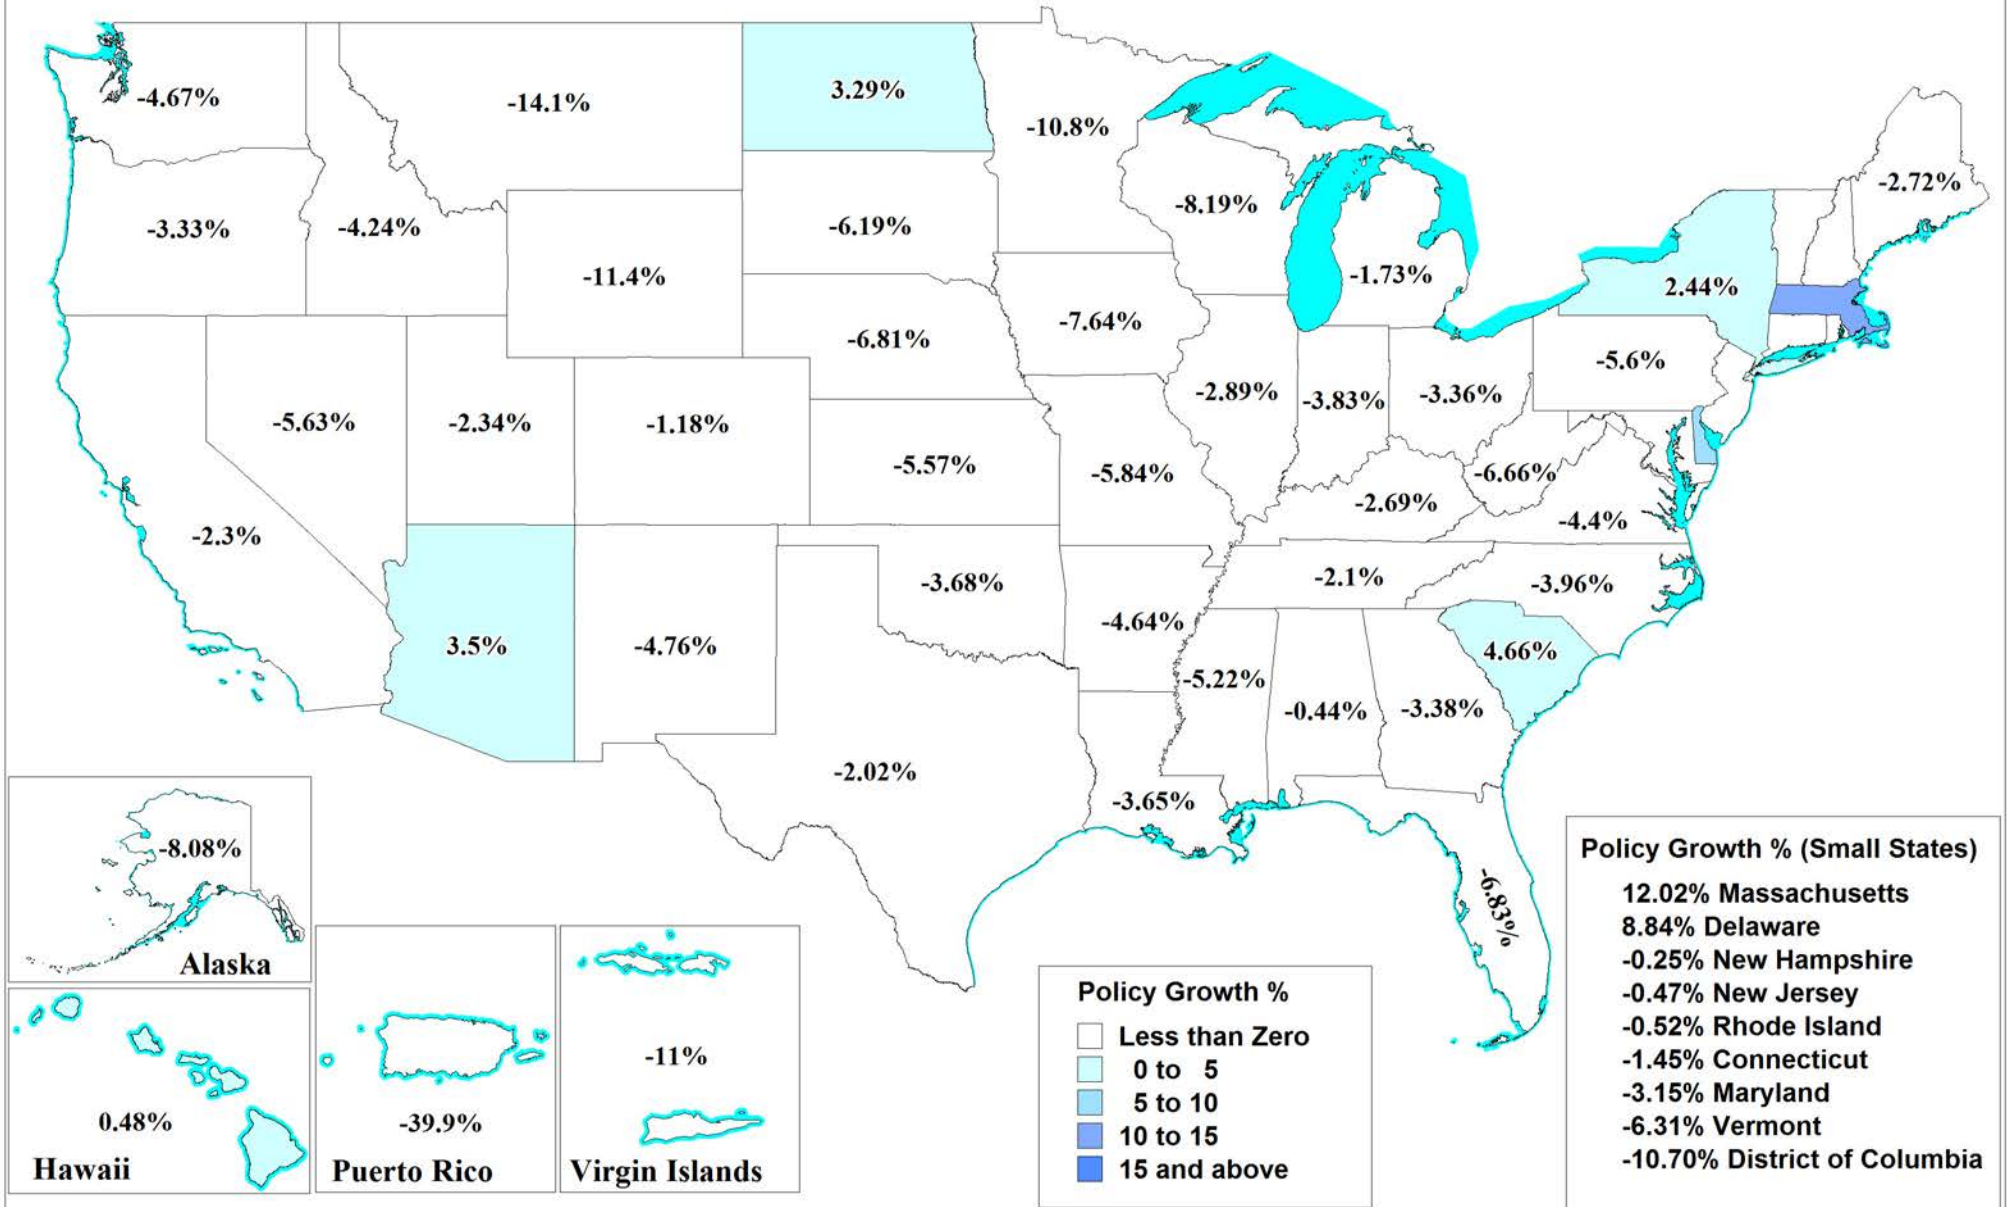 -4.67%
-14.1%
3.29%
-10.8%
-2.72%
-3.33%
-4.24%
-11.4%
-6.19%
-8.19%
-1.73%
2.44%
-6.81%
-7.64%
-5.6%
-5.63%
-2.34%
-1.18%
-2.89%
-3.83%
-3.36%
-5.57%
-5.84%
-6.66%
-2.69%
-4.4%
-2.3%
-3.68%
-2.1%
-3.96%
3.5%
-4.76%
-4.64%
4.66%
-5.22%
-0.44%
-3.38%
-2.02%
-3.65%
-6.83%
-8.08%
Alaska
0.48%
Hawaii
-39.9%
Puerto Rico
-11%
Virgin Islands
Policy Growth %
Less than Zero
0 to 5
5 to 10
10 to 15
15 and above
Policy Growth % (Small States)
12.02% Massachusetts
8.84% Delaware
-0.25% New Hampshire
-0.47% New Jersey
-0.52% Rhode Island
-1.45% Connecticut
-3.15% Maryland
-6.31% Vermont
-10.70% District of Columbia